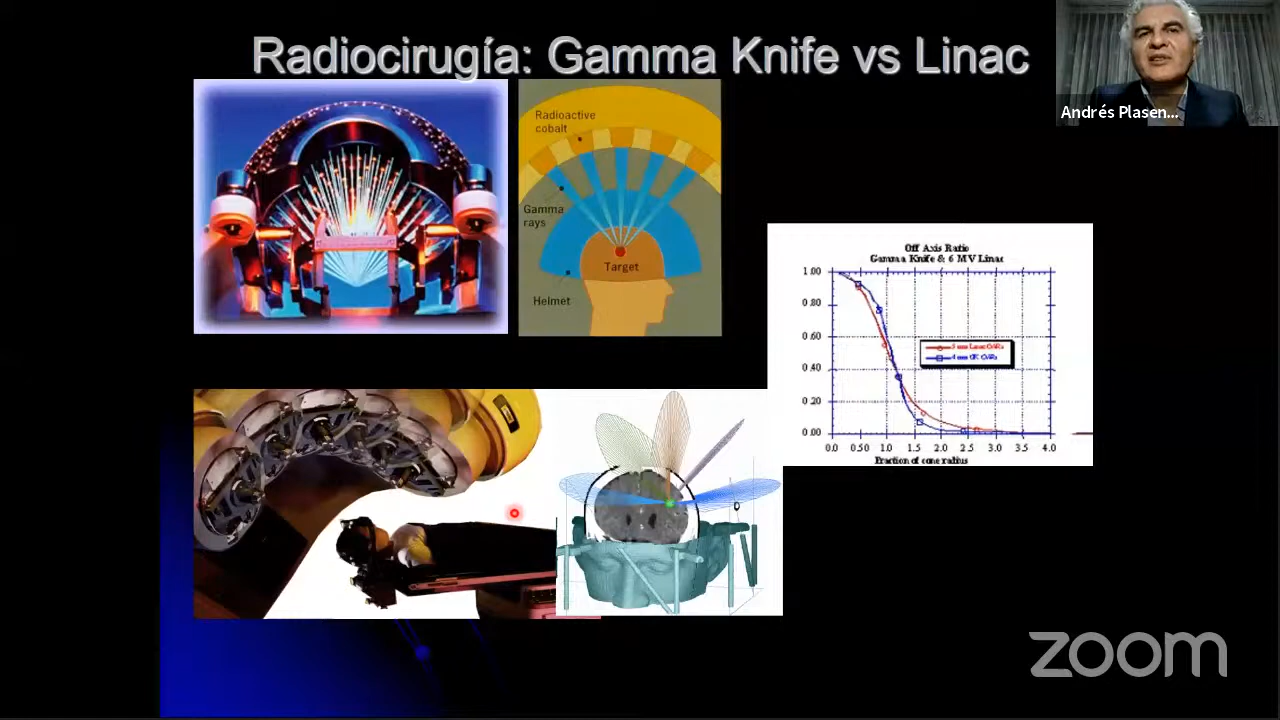 Radiocirugía: Gamma Knife vs Linac
Andrés Plasen...
Radioactive
cobalt
Gamma
rays
Target
Helmet
Off Axis Ratio
Gamma Knife & 6 MV Linac
1.00
0.80
0.60
0.40
0.20
0.00
0.0 0.50 1.0 1.5 2.0 2.5 3.0 3.5 4.0
Fraction of cone radius
zoom